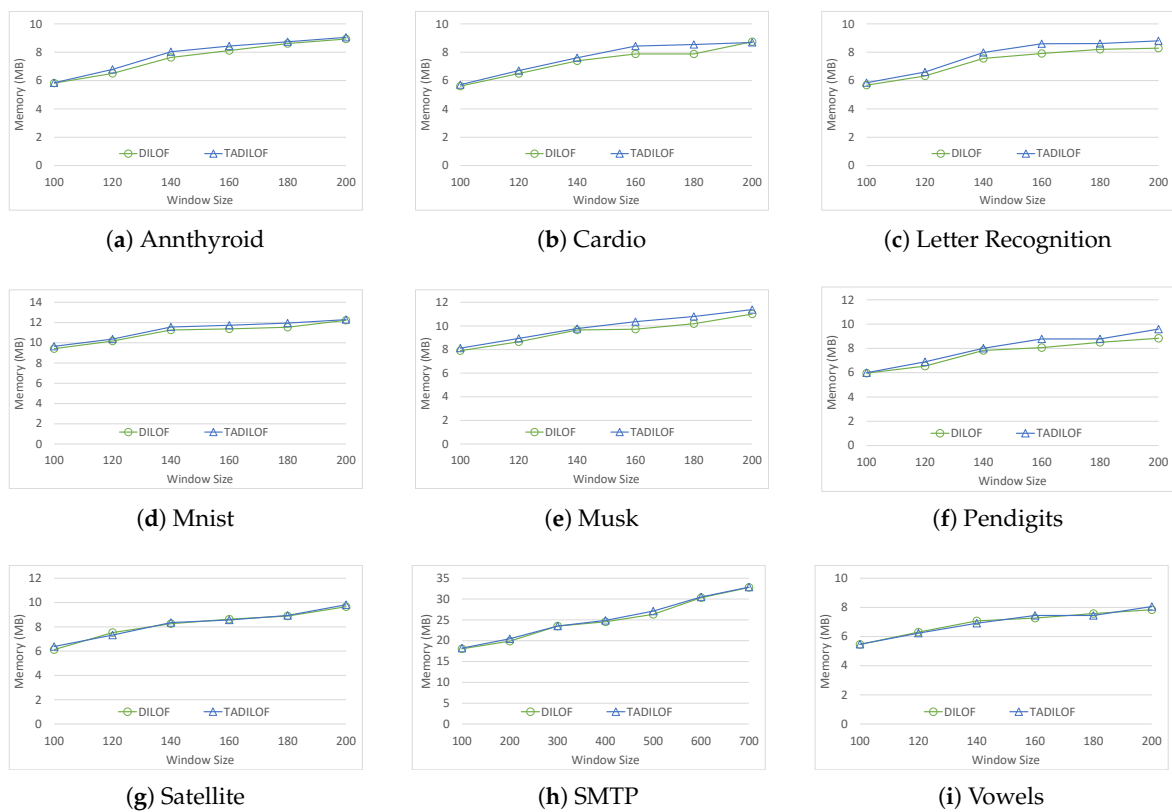 10
8
6
4
2
0
Memory (MB)
DILOF TADILOF
100 120 140 160 180 200
Window Size
(a) Annthyroid
10
8
6
4
2
0
Memory (MB)
DILOF TADILOF
100 120 140 160 180 200
Window Size
(b) Cardio
10
8
6
4
2
0
Memory (MB)
DILOF TADILOF
100 120 140 160 180 200
Window Size
(c) Letter Recognition
14
12
10
8
6
4
2
0
Memory (MB)
DILOF TADILOF
100 120 140 160 180 200
Window Size
(d) Mnist
12
10
8
6
4
2
0
Memory (MB)
DILOF TADILOF
100 120 140 160 180 200
Window Size
(e) Musk
12
10
8
6
4
2
0
Memory (MB)
DILOF TADILOF
100 120 140 160 180 200
Window Size
(f) Pendigits
12
10
8
6
4
2
0
Memory (MB)
DILOF TADILOF
100 120 140 160 180 200
Window Size
(g) Satellite
35
30
25
20
15
10
5
0
Memory (MB)
DILOF TADILOF
100 200 300 400 500 600 700
Window Size
(h) SMTP
10
8
6
4
2
0
Memory (MB)
DILOF TADILOF
100 120 140 160 180 200
Window Size
(i) Vowels